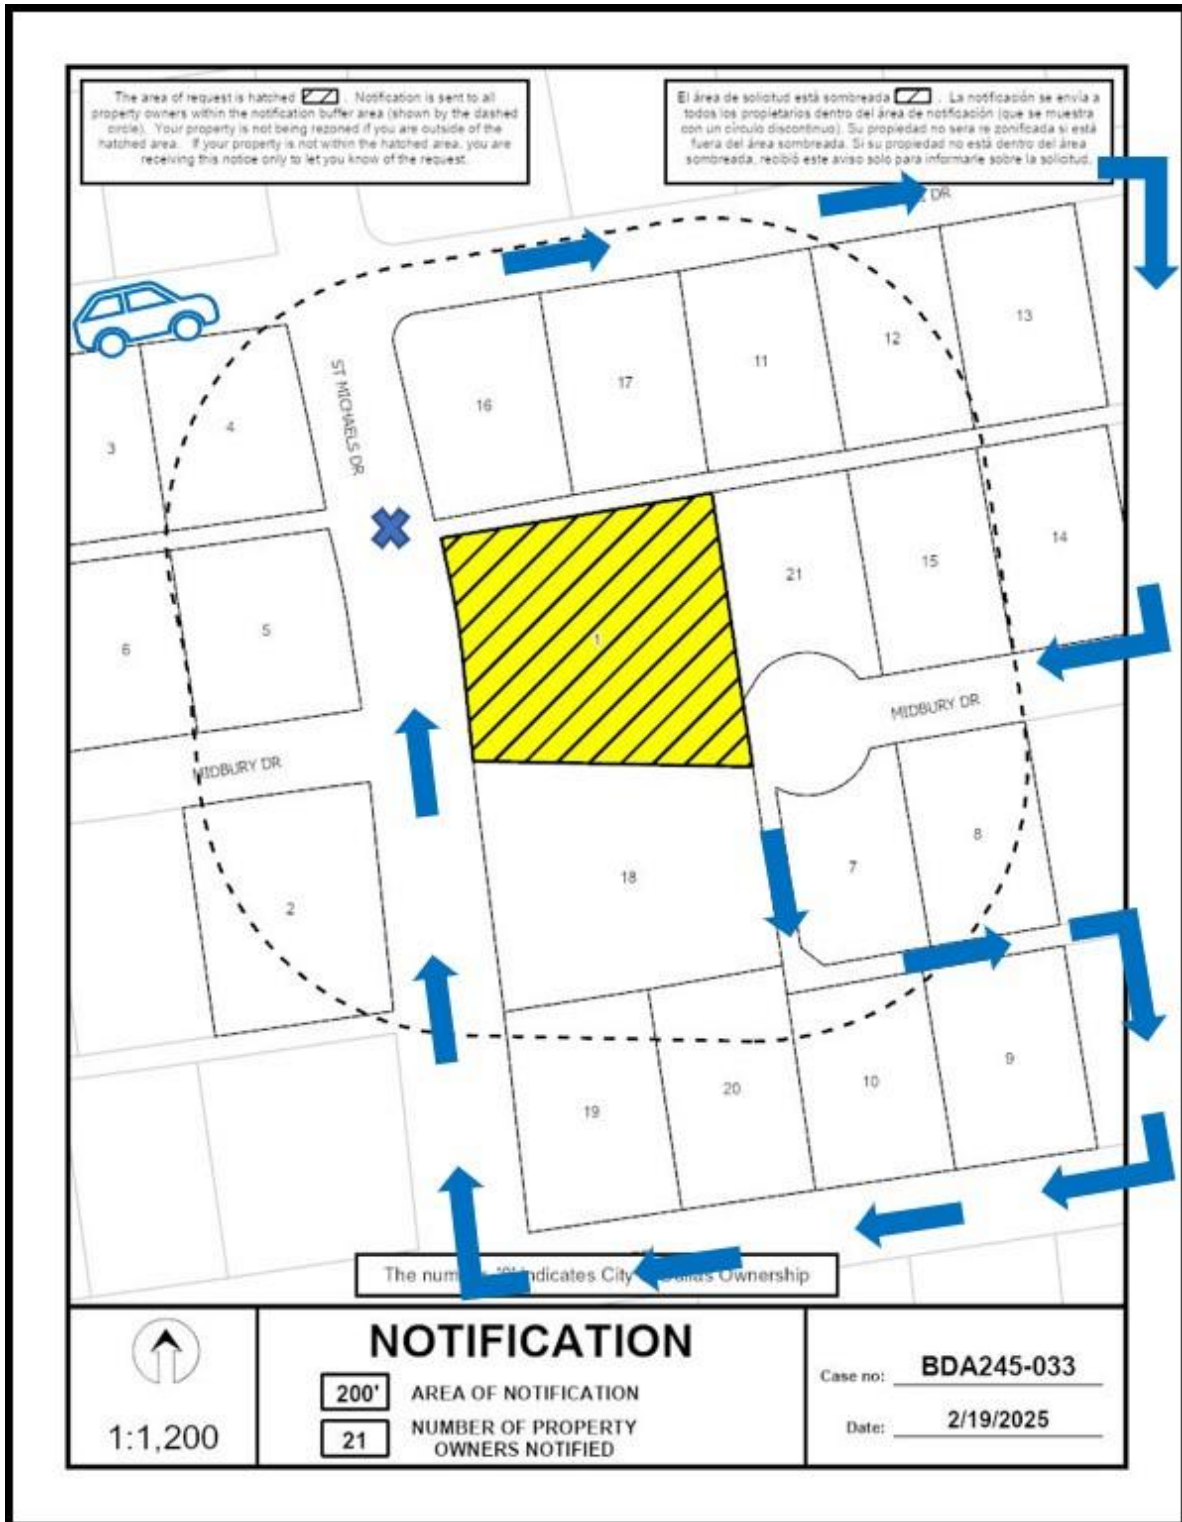 The area of request is hatched . Notification is sent to all
property owners within the notification buffer area (shown by the dashed
circle). Your property is not being rezoned if you are outside of the
hatched area. If your property is not within the hatched area, you are
receiving this notice only to let you know of the request.
El área de solicitud está sombreada . La notificación se envía a
todos los propietarios dentro del área de notificación (que se muestra
con un círculo discontinuo). Su propiedad no sera re zonificada si está
fuera del área sombreada. Si su propiedad no está dentro del área
sombreada, recibió este aviso solo para informarle sobre la solicitud.
DR
13
12
11
17
16
ST MICHAELS DR
4
3
14
15
21
1
5
6
MIDBURY DR
MIDBURY DR
8
7
18
2
9
10
20
19
The indicates City Ownership
NOTIFICATION
200' AREA OF NOTIFICATION
21 NUMBER OF PROPERTY
OWNERS NOTIFIED
1:1,200
Case no: BDA245-033
Date: 2/19/2025